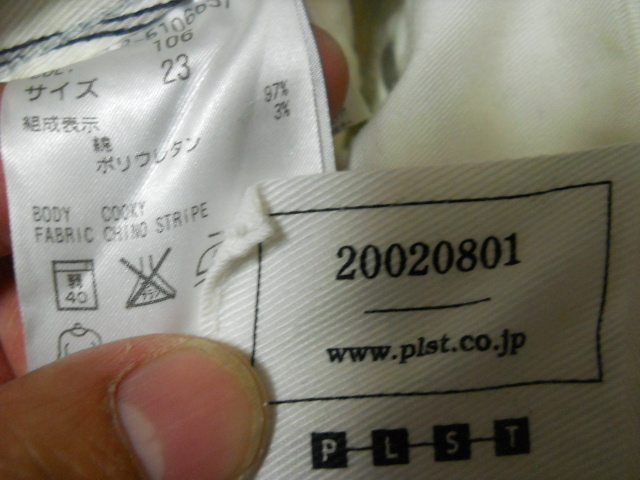 106
サイズ 23
組成表示
綿 97%
ポリウレタン 3%
BODY COOKY
FABRIC CHINO STRIPE
弱
40
20020801
www.plst.co.jp
PLST